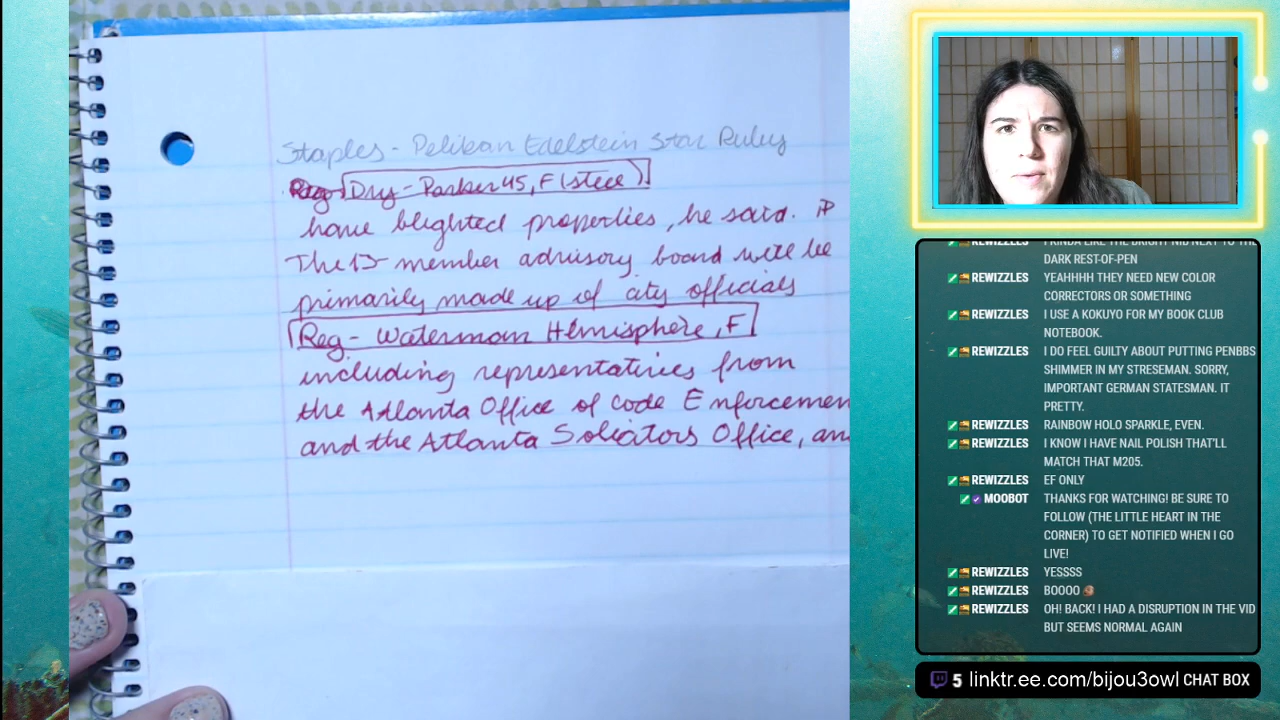 Staples - Pelikan Edelstein Star Ruby
Dry - Parker 45, F (steel)
have blighted properties, he said.
The 13-member advisory board will be
primarily made up of city officials
Reg - Waterman Hemisphere, F
including representatives from
the Atlanta Office of Code Enforcemen
and the Atlanta Solicitors Office, an
I KINDA LIKE THE BRIGHT NIB NEXT TO THE
DARK REST-OF-PEN
REWIZZLES YEAHHHH THEY NEED NEW COLOR
CORRECTORS OR SOMETHING
REWIZZLES I USE A KOKUYO FOR MY BOOK CLUB
NOTEBOOK.
REWIZZLES I DO FEEL GUILTY ABOUT PUTTING PENBBS
SHIMMER IN MY STRESEMAN. SORRY,
IMPORTANT GERMAN STATESMAN. IT
PRETTY.
REWIZZLES RAINBOW HOLO SPARKLE, EVEN.
REWIZZLES I KNOW I HAVE NAIL POLISH THAT'LL
MATCH THAT M205.
REWIZZLES EF ONLY
MOOBOT THANKS FOR WATCHING! BE SURE TO
FOLLOW (THE LITTLE HEART IN THE
CORNER) TO GET NOTIFIED WHEN I GO
LIVE!
REWIZZLES YESSSS
REWIZZLES BOOOO
REWIZZLES OH! BACK! I HAD A DISRUPTION IN THE VID
BUT SEEMS NORMAL AGAIN
5 linktr.ee.com/bijou3owl CHAT BOX